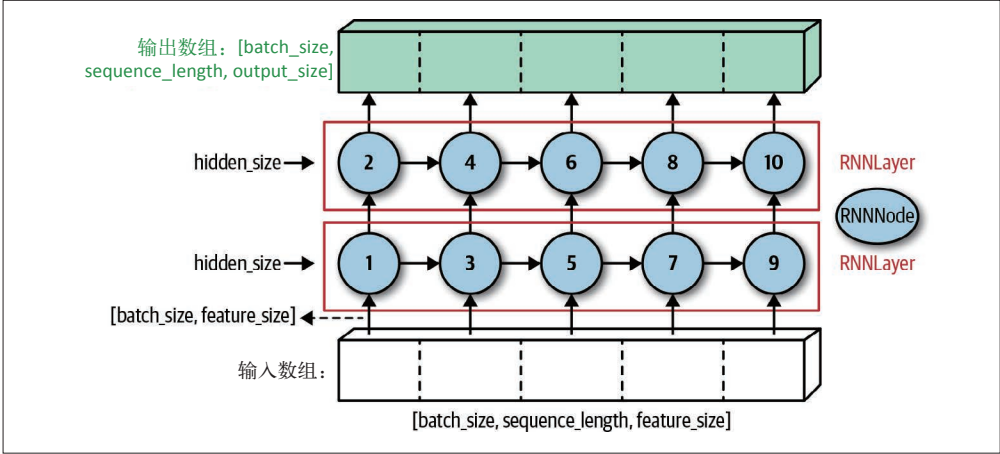 输出数组：[batch_size,
sequence_length, output_size]
hidden_size
2
4
6
8
10
RNNLayer
RNNNode
hidden_size
1
3
5
7
9
RNNLayer
[batch_size, feature_size]
输入数组：
[batch_size, sequence_length, feature_size]